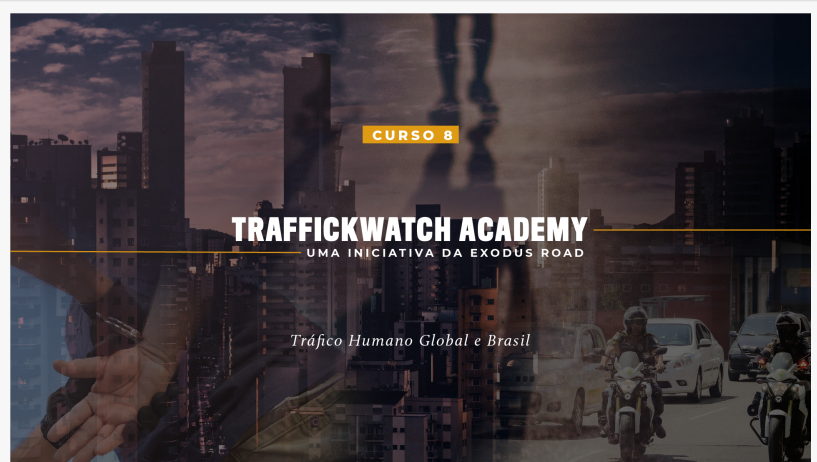 CURSO 8
TRAFFICKWATCH ACADEMY
UMA INICIATIVA DA EXODUS ROAD
Tráfico Humano Global e Brasil